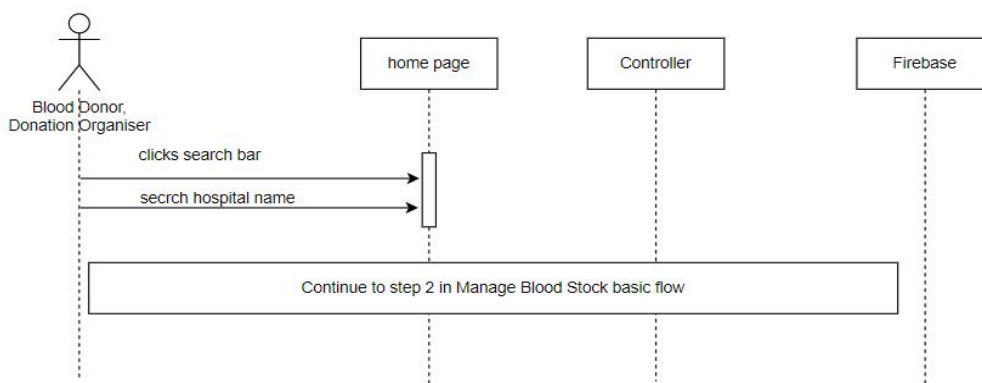 home page
Controller
Firebase
Blood Donor,
Donation Organiser
clicks search bar
secrch hospital name
Continue to step 2 in Manage Blood Stock basic flow